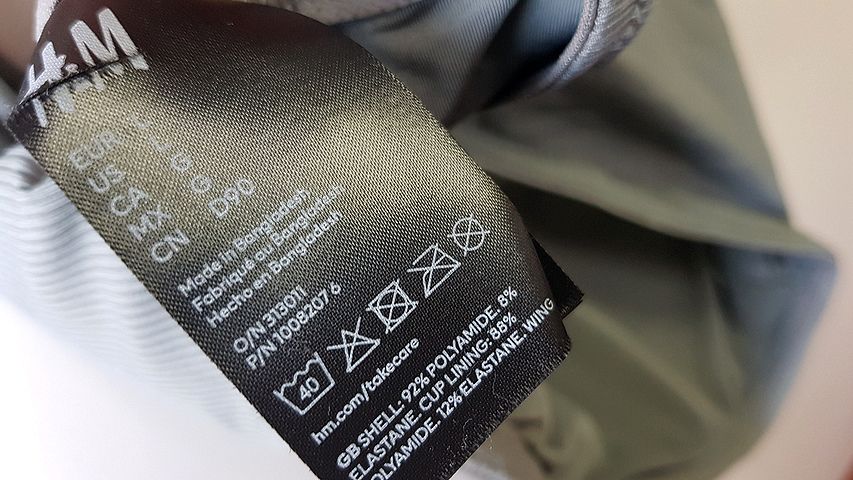 H&M
EUR
US
CA
MX
CN D90
Made in Bangladesh
Fabriqué au Bangladesh
Hecho en Bangladesh
O/N 313011
P/N 1008207 6
40
hm.com/takecare
GB SHELL: 92% POLYAMIDE. 8%
ELASTANE. CUP LINING: 88%
POLYAMIDE. 12% ELASTANE. WING